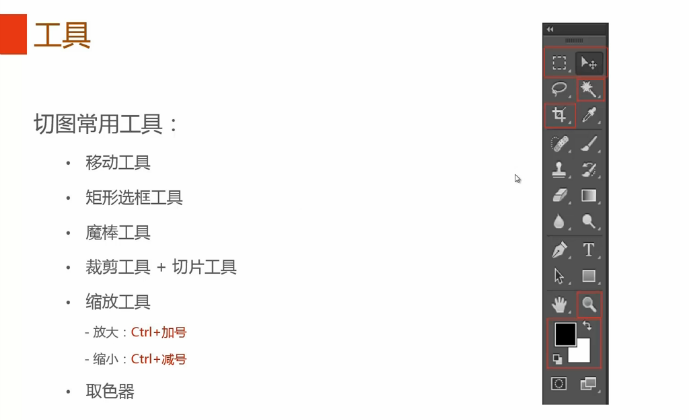 工具
切图常用工具：
• 移动工具
• 矩形选框工具
• 魔棒工具
• 裁剪工具 + 切片工具
• 缩放工具
- 放大：Ctrl+加号
- 缩小：Ctrl+减号
• 取色器